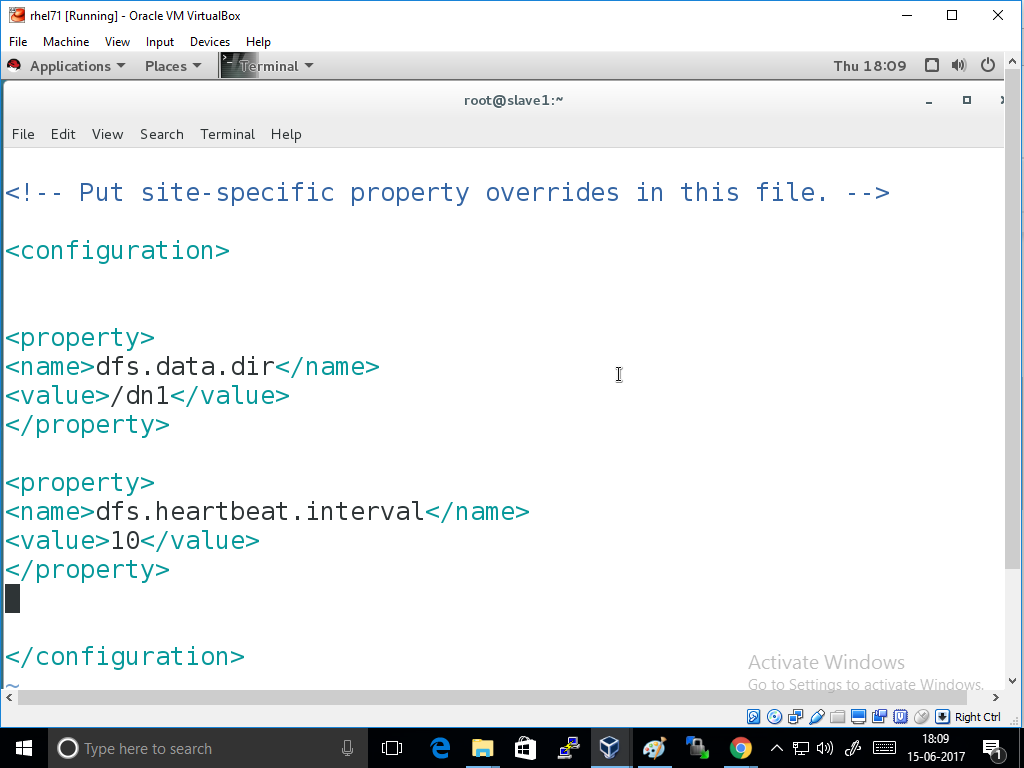 rhel71 [Running] - Oracle VM VirtualBox
File Machine View Input Devices Help
Applications Places Terminal Thu 18:09
root@slave1:~
File Edit View Search Terminal Help
<!-- Put site-specific property overrides in this file. -->
<configuration>
<property>
<name>dfs.data.dir</name>
<value>/dn1</value>
</property>
<property>
<name>dfs.heartbeat.interval</name>
<value>10</value>
</property>
</configuration>
~
Activate Windows
Go to Settings to activate Windows.
Right Ctrl
Type here to search
18:09
15-06-2017
1